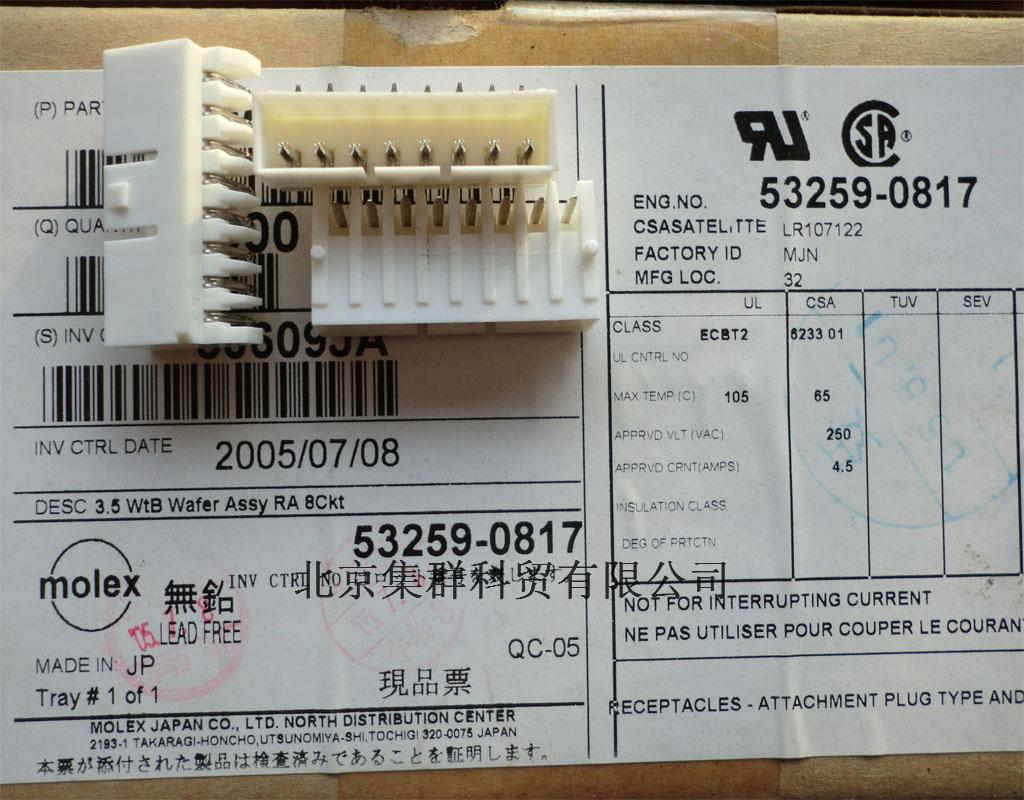 (P) PAR
(Q) QUA
00
(S) INV
INV CTRL DATE 2005/07/08
DESC 3.5 WtB Wafer Assy RA 8Ckt
53259-0817
molex 無鉛
LEAD FREE
INV CTRL NO
北京集群科贸有限公司
QC-05
MADE IN: JP
Tray # 1 of 1
現品票
MOLEX JAPAN CO., LTD. NORTH DISTRIBUTION CENTER
2193-1 TAKARAGI-HONCHO,UTSUNOMIYA-SHI,TOCHIGI 320-0075 JAPAN
本票が添付された製品は検査済みであることを証明します。
ENG.NO. 53259-0817
CSASATELITTE LR107122
FACTORY ID MJN
MFG LOC. 32
UL CSA TUV SEV
CLASS ECBT2 6233 01
UL CNTRL NO
MAX TEMP (C) 105 65
APPRVD VLT (VAC) 250
APPRVD CRNT(AMPS) 4.5
INSULATION CLASS
DEG OF PRTCTN
NOT FOR INTERRUPTING CURRENT
NE PAS UTILISER POUR COUPER LE COURAN
RECEPTACLES - ATTACHMENT PLUG TYPE AND